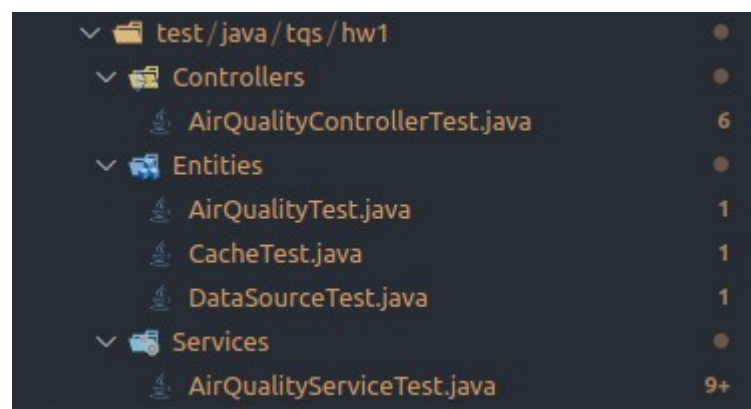 test/java/tqs/hw1
Controllers
AirQualityControllerTest.java 6
Entities
AirQualityTest.java 1
CacheTest.java 1
DataSourceTest.java 1
Services
AirQualityServiceTest.java 9+